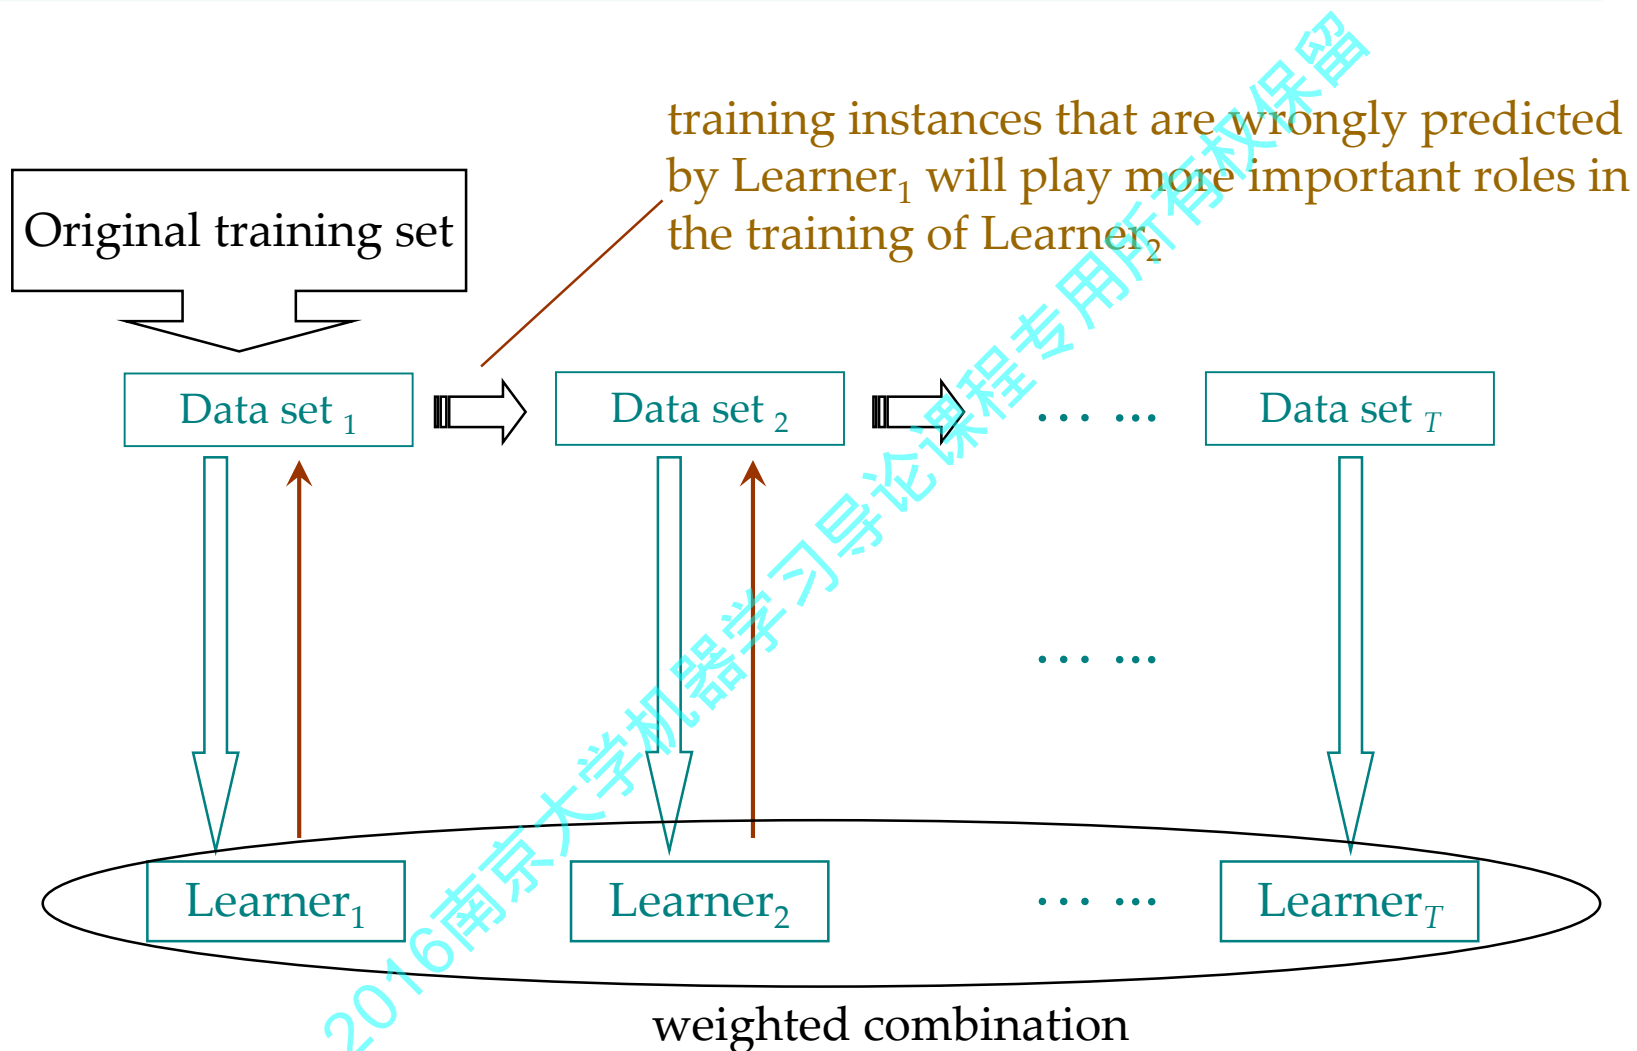 training instances that are wrongly predicted
by Learner₁ will play more important roles in
the training of Learner₂
Original training set
Data set ₁
Data set ₂
… ...
Data set T
… ...
Learner₁
Learner₂
… ...
Learner T
weighted combination
2016南京大学机器学习导论课程专用所有权保留